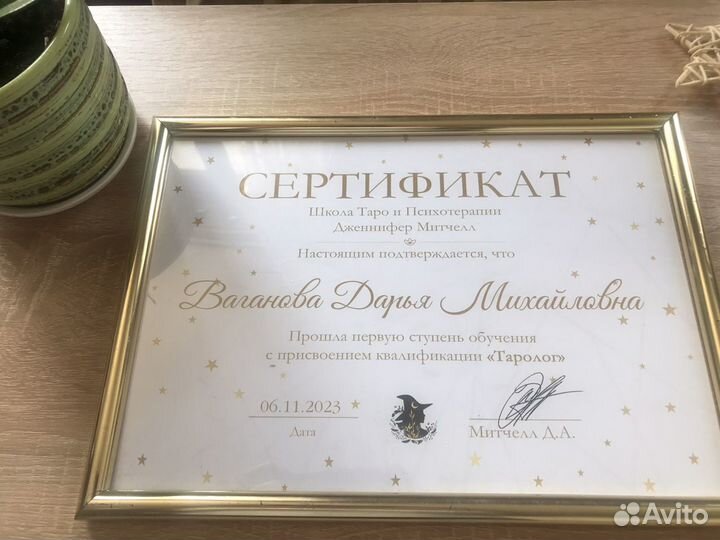 СЕРТИФИКАТ
Школа Таро и Психотерапии
Дженнифер Митчелл
Настоящим подтверждается, что
Ваганова Дарья Михайловна
Прошла первую ступень обучения
с присвоением квалификации «Таролог»
06.11.2023
Дата
Митчелл Д.А.
Avito